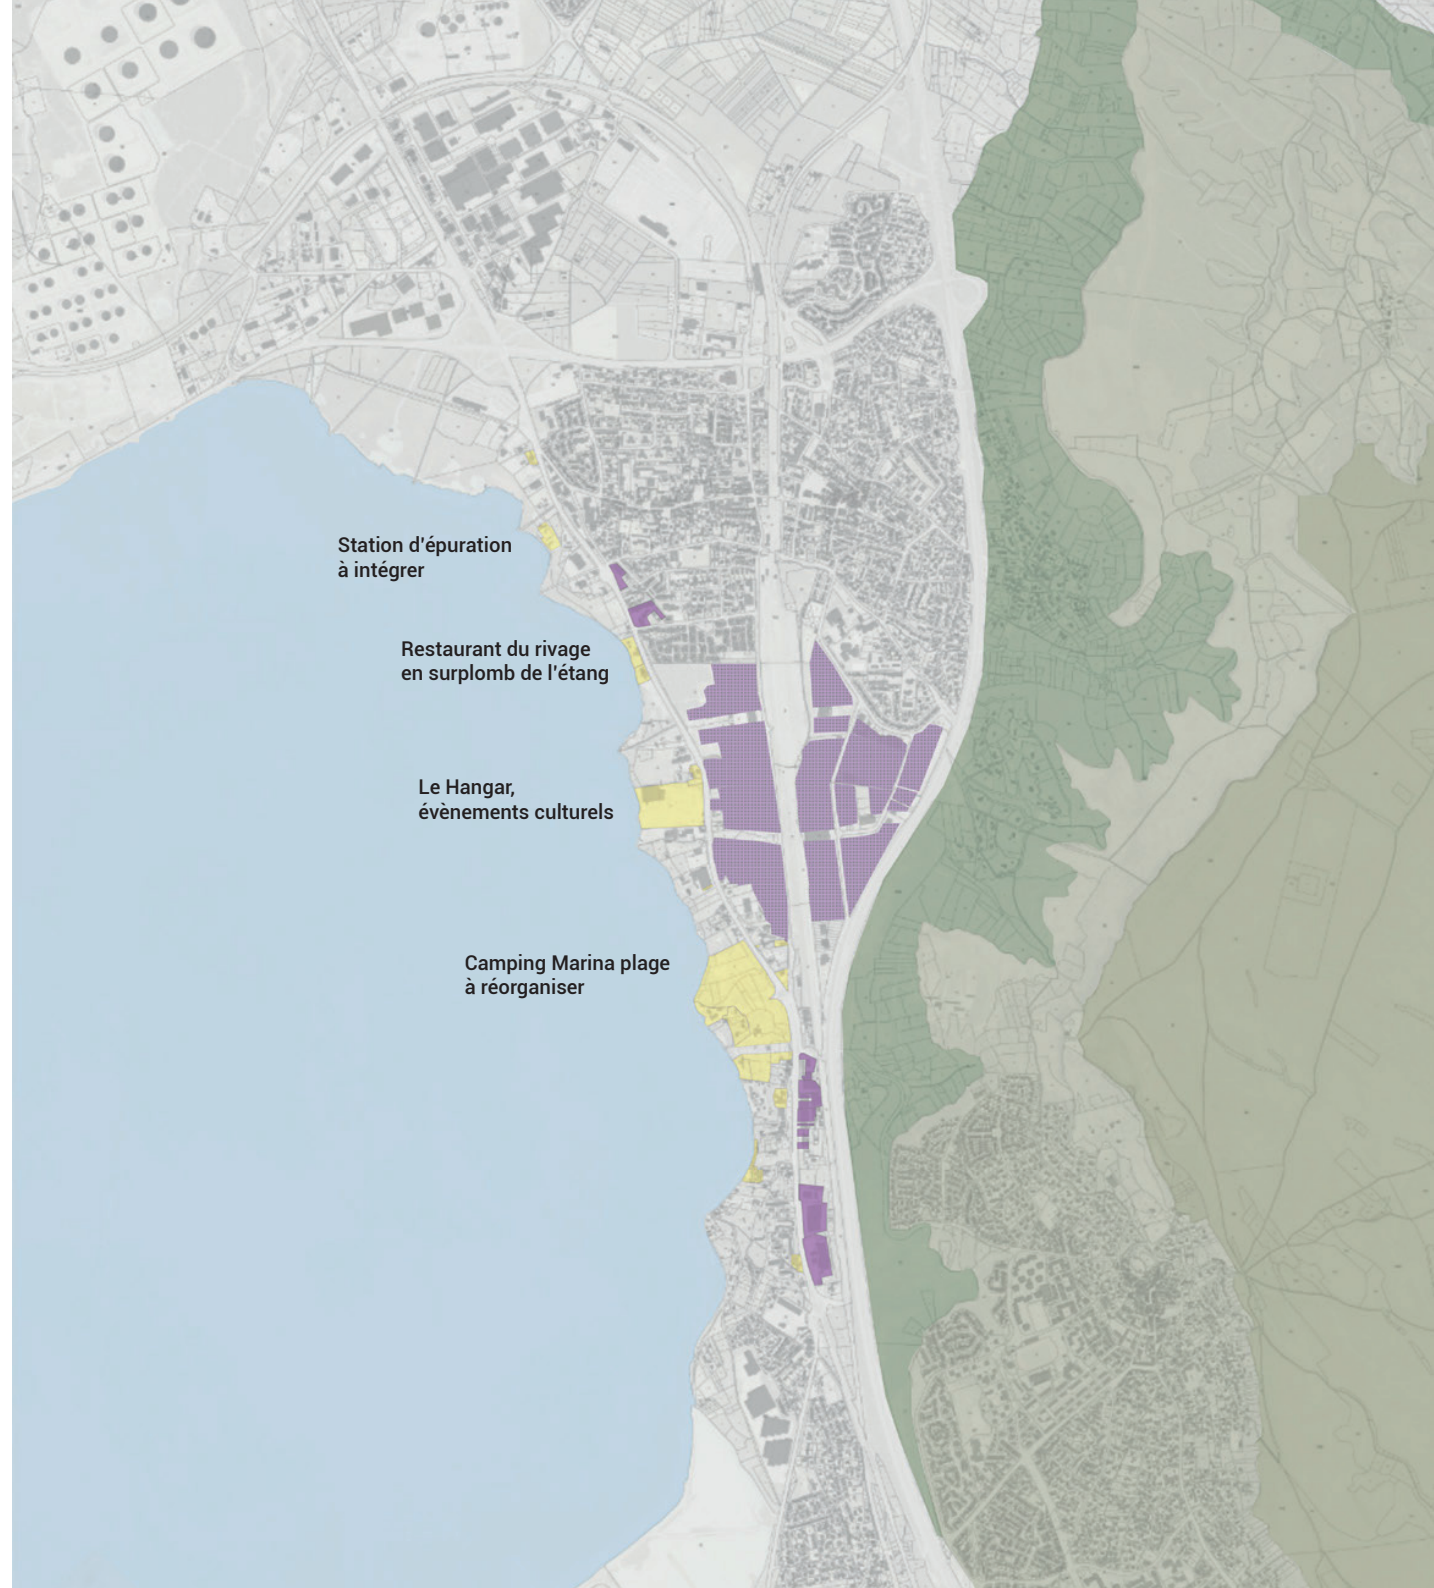 Station d'épuration
à intégrer
Restaurant du rivage
en surplomb de l'étang
Le Hangar,
évènements culturels
Camping Marina plage
à réorganiser